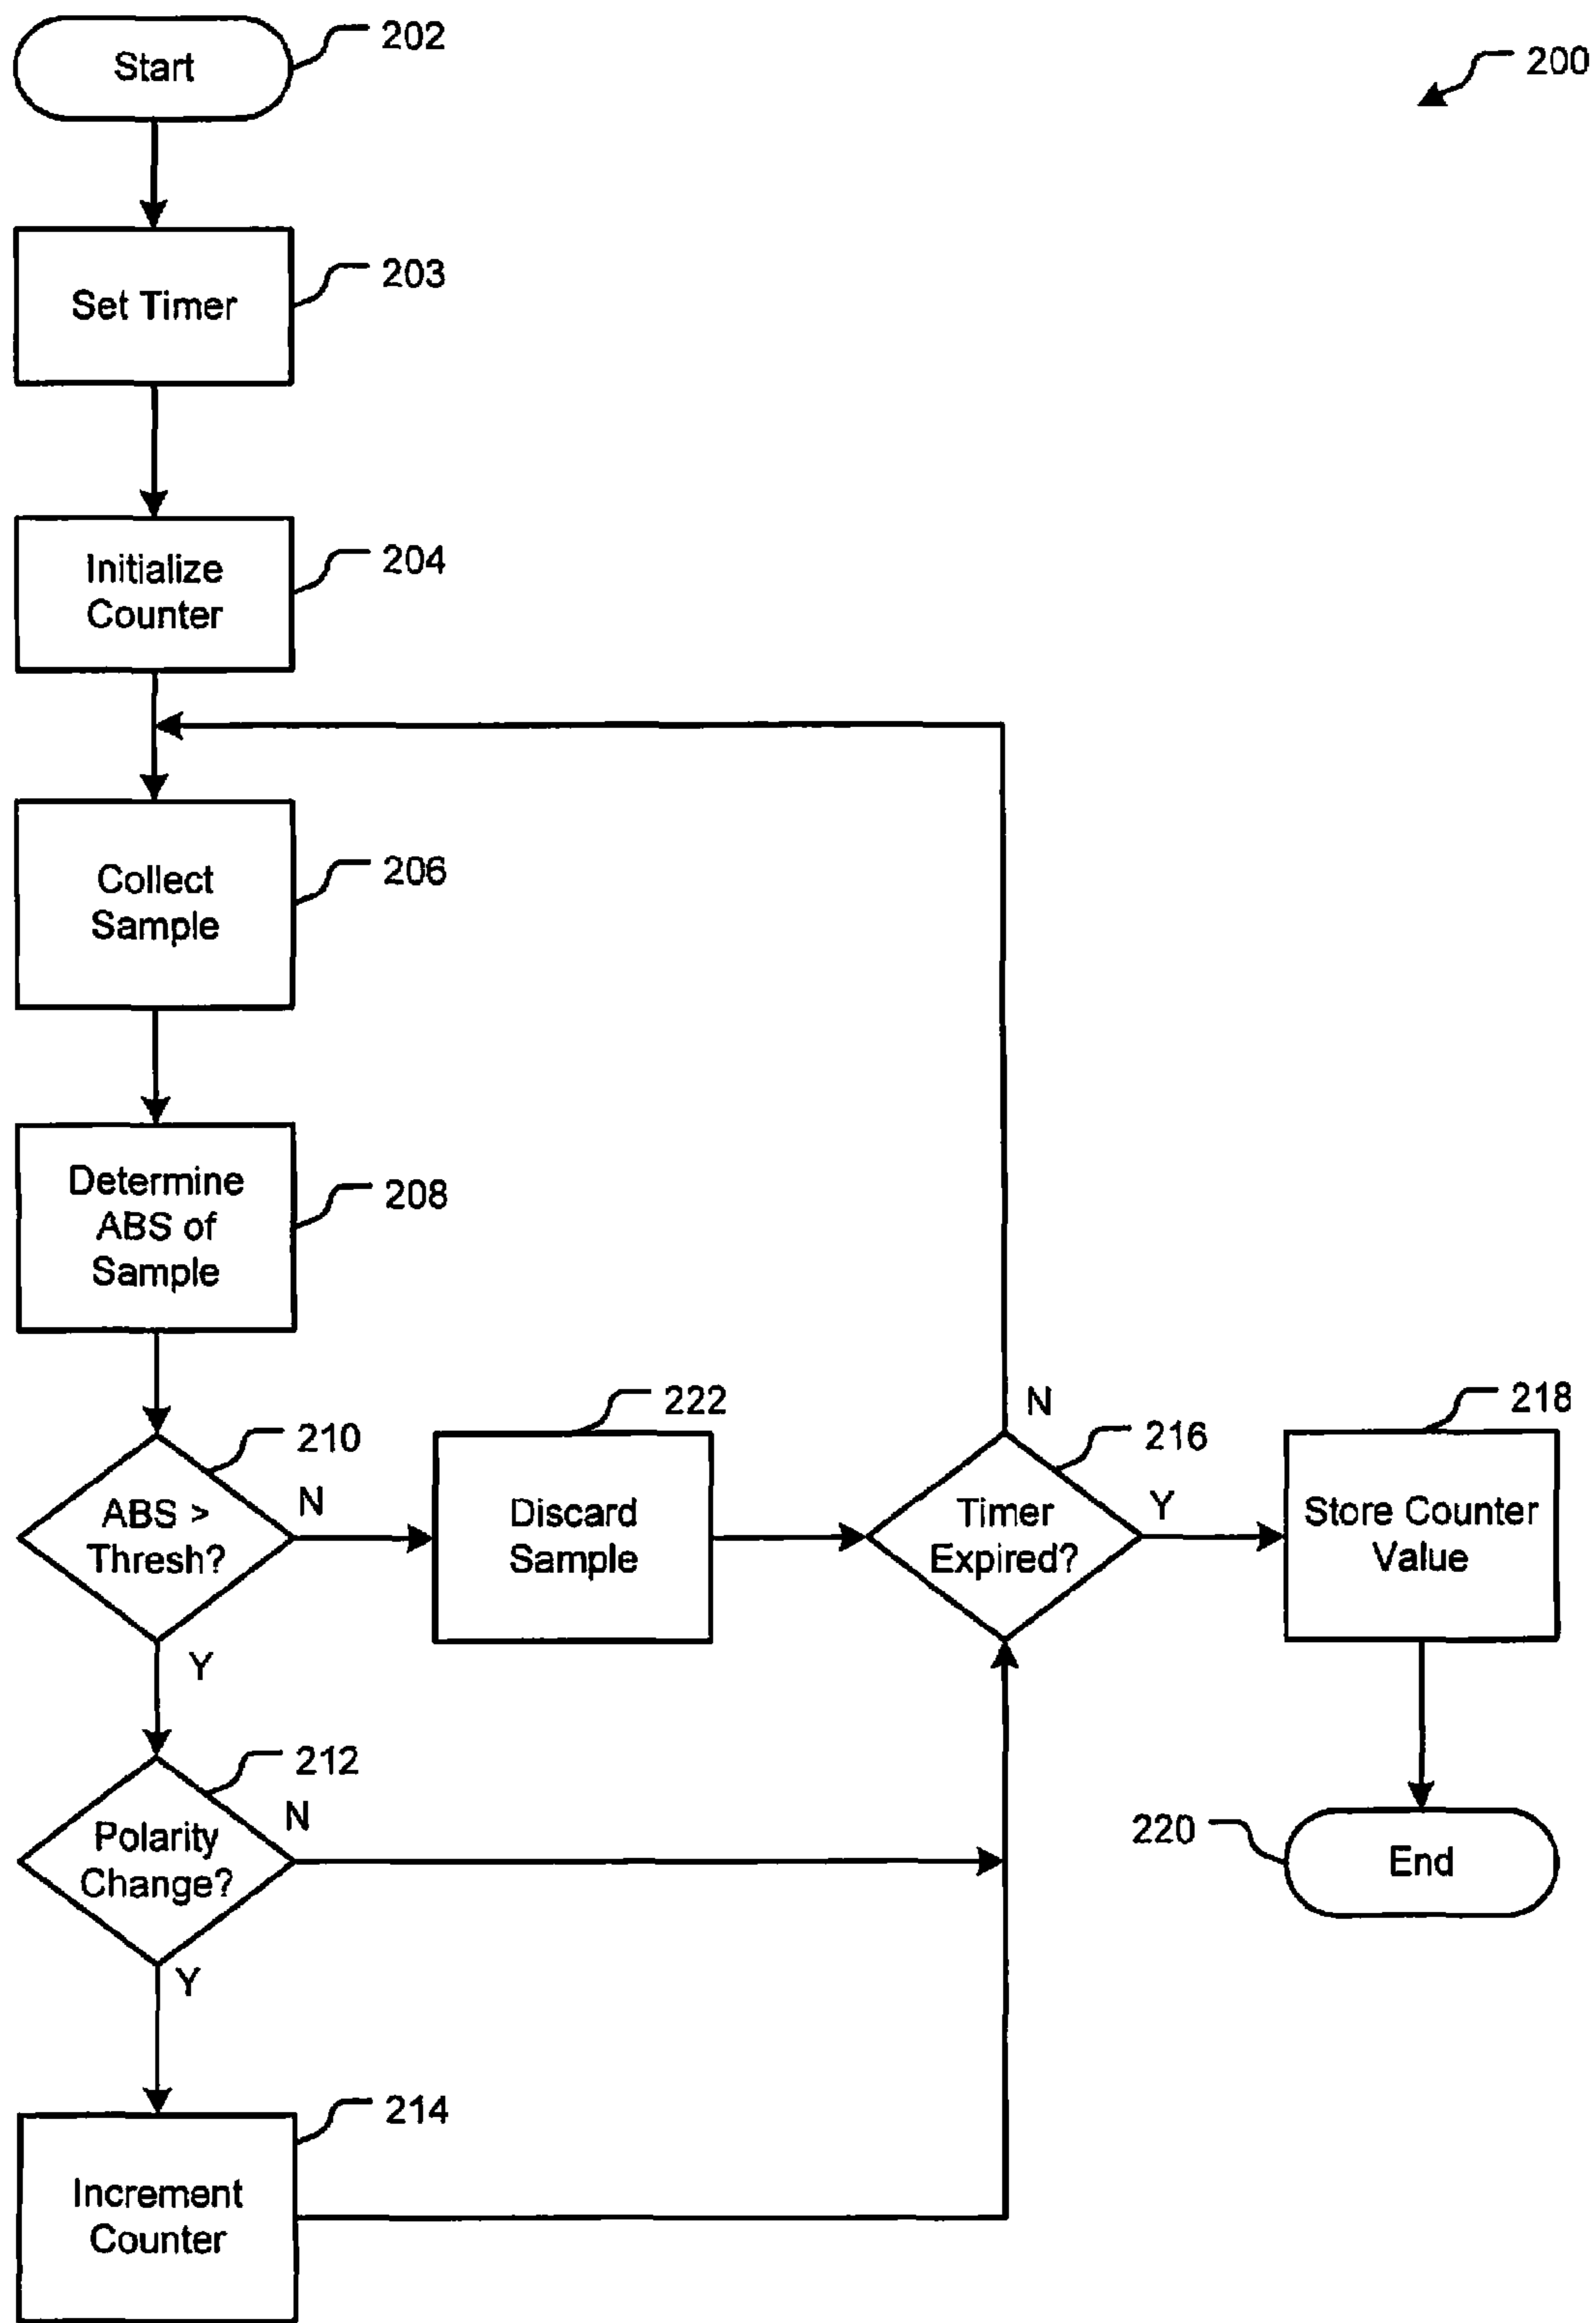 Start
202
200
Set Timer
203
Initialize
Counter
204
Collect
Sample
206
Determine
ABS of
Sample
208
ABS >
Thresh?
210
N
Y
Discard
Sample
222
Timer
Expired?
216
N
Y
Store Counter
Value
218
Polarity
Change?
212
N
Y
End
220
Increment
Counter
214